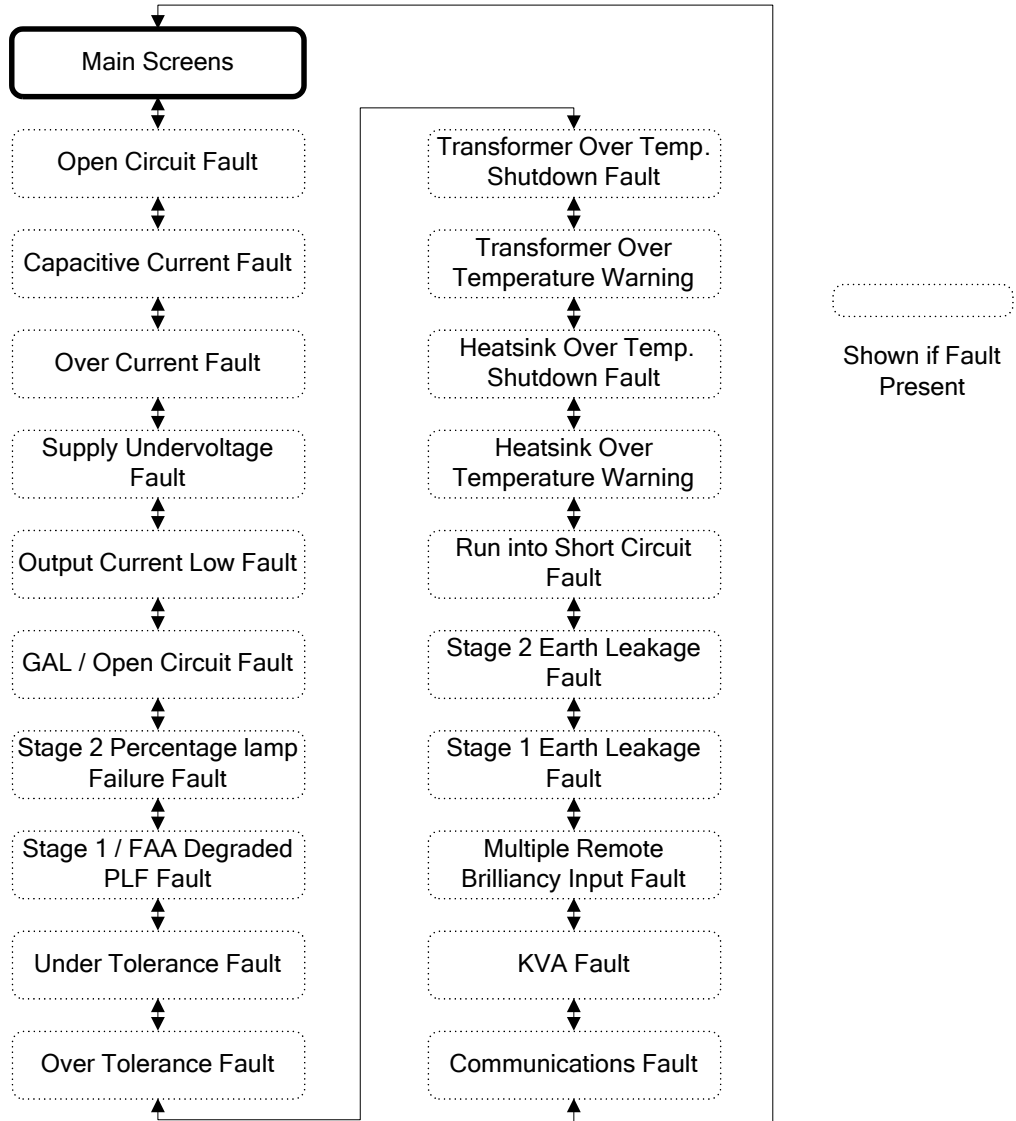 Main Screens
Open Circuit Fault
Capacitive Current Fault
Over Current Fault
Supply Undervoltage
Fault
Output Current Low Fault
GAL / Open Circuit Fault
Stage 2 Percentage lamp
Failure Fault
Stage 1 / FAA Degraded
PLF Fault
Under Tolerance Fault
Over Tolerance Fault
Transformer Over Temp.
Shutdown Fault
Transformer Over
Temperature Warning
Heatsink Over Temp.
Shutdown Fault
Heatsink Over
Temperature Warning
Run into Short Circuit
Fault
Stage 2 Earth Leakage
Fault
Stage 1 Earth Leakage
Fault
Multiple Remote
Brilliancy Input Fault
KVA Fault
Communications Fault
Shown if Fault
Present